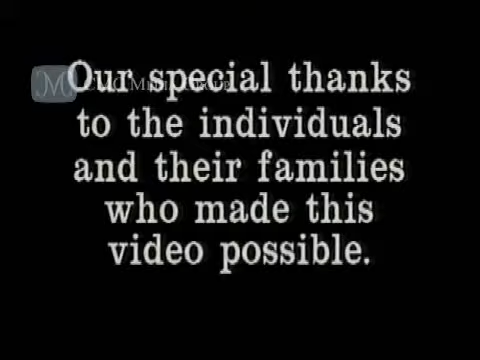 Our special thanks
to the individuals
and their families
who made this
video possible.